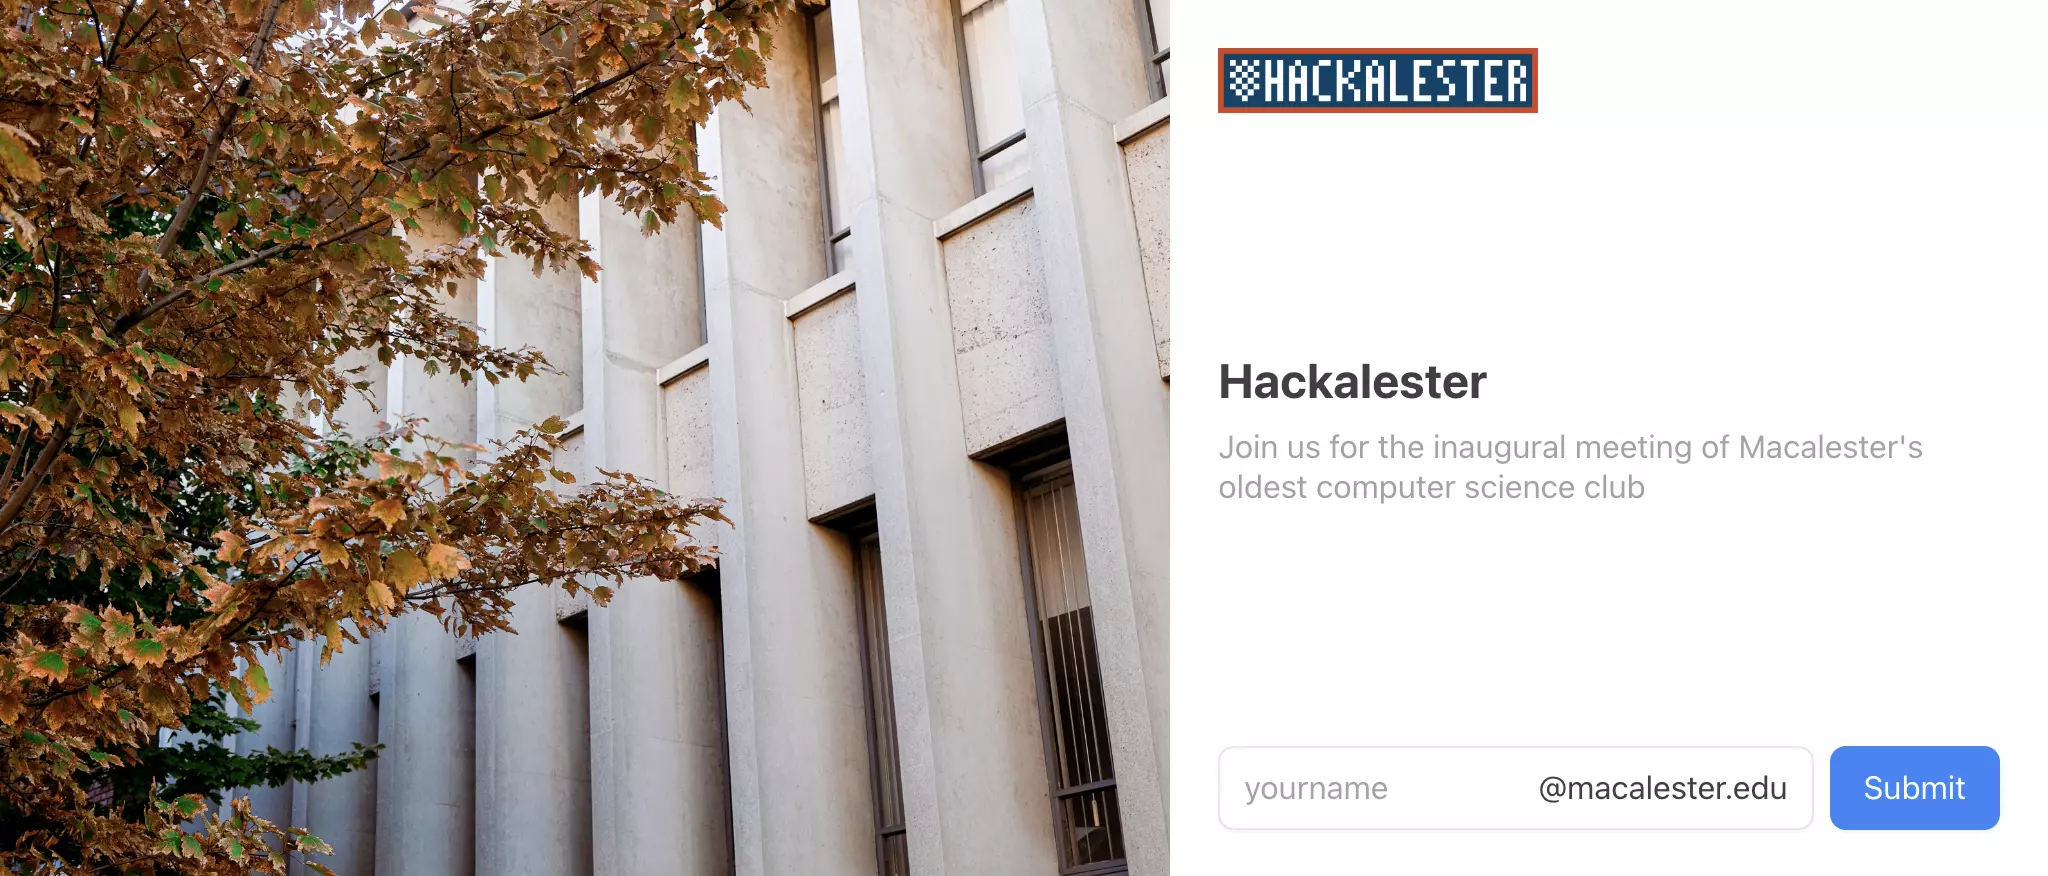 HACKALESTER
Hackalester
Join us for the inaugural meeting of Macalester's
oldest computer science club
yourname @macalester.edu Submit